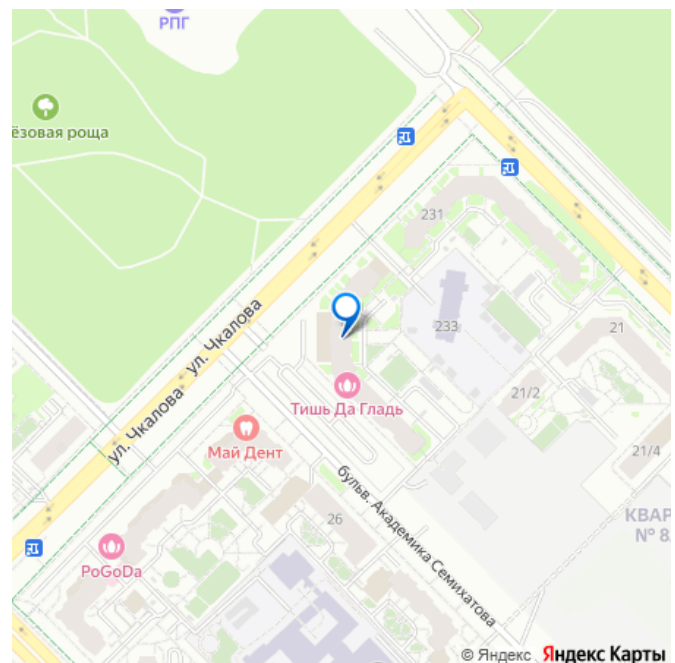 РПГ
ёзовая роща
231
ул. Чкалова
233
21
ул. Чкалова
21/2
Тишь Да Гладь
Май Дент
21/4
бульв. Академика Семихатова
26
КВАР
№ 8
PoGoDa
© Яндекс Яндекс Карты